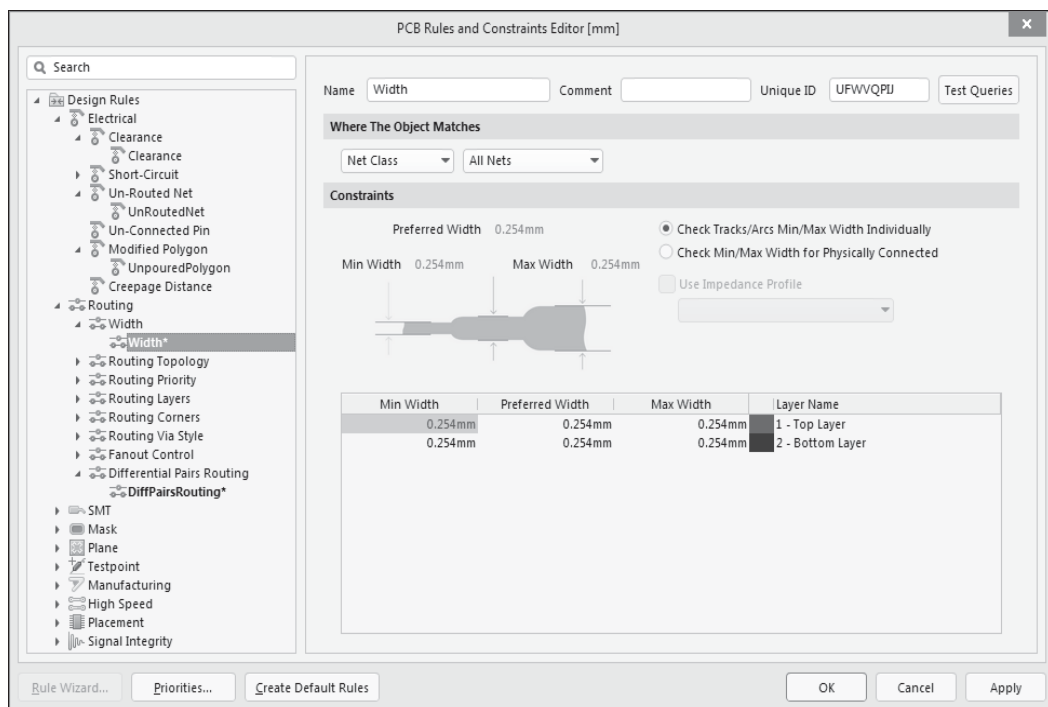 PCB Rules and Constraints Editor [mm]
Search
Design Rules
Electrical
Clearance
Clearance
Short-Circuit
Un-Routed Net
UnRoutedNet
Un-Connected Pin
Modified Polygon
UnpouredPolygon
Creepage Distance
Routing
Width
Width*
Routing Topology
Routing Priority
Routing Layers
Routing Corners
Routing Via Style
Fanout Control
Differential Pairs Routing
DiffPairsRouting*
SMT
Mask
Plane
Testpoint
Manufacturing
High Speed
Placement
Signal Integrity
Name Width Comment Unique ID UFWVQPIJ Test Queries
Where The Object Matches
Net Class All Nets
Constraints
Preferred Width 0.254mm
Min Width 0.254mm Max Width 0.254mm
Check Tracks/Arcs Min/Max Width Individually
Check Min/Max Width for Physically Connected
Use Impedance Profile
Min Width Preferred Width Max Width Layer Name
0.254mm 0.254mm 0.254mm 1 - Top Layer
0.254mm 0.254mm 0.254mm 2 - Bottom Layer
Rule Wizard... Priorities... Create Default Rules OK Cancel Apply